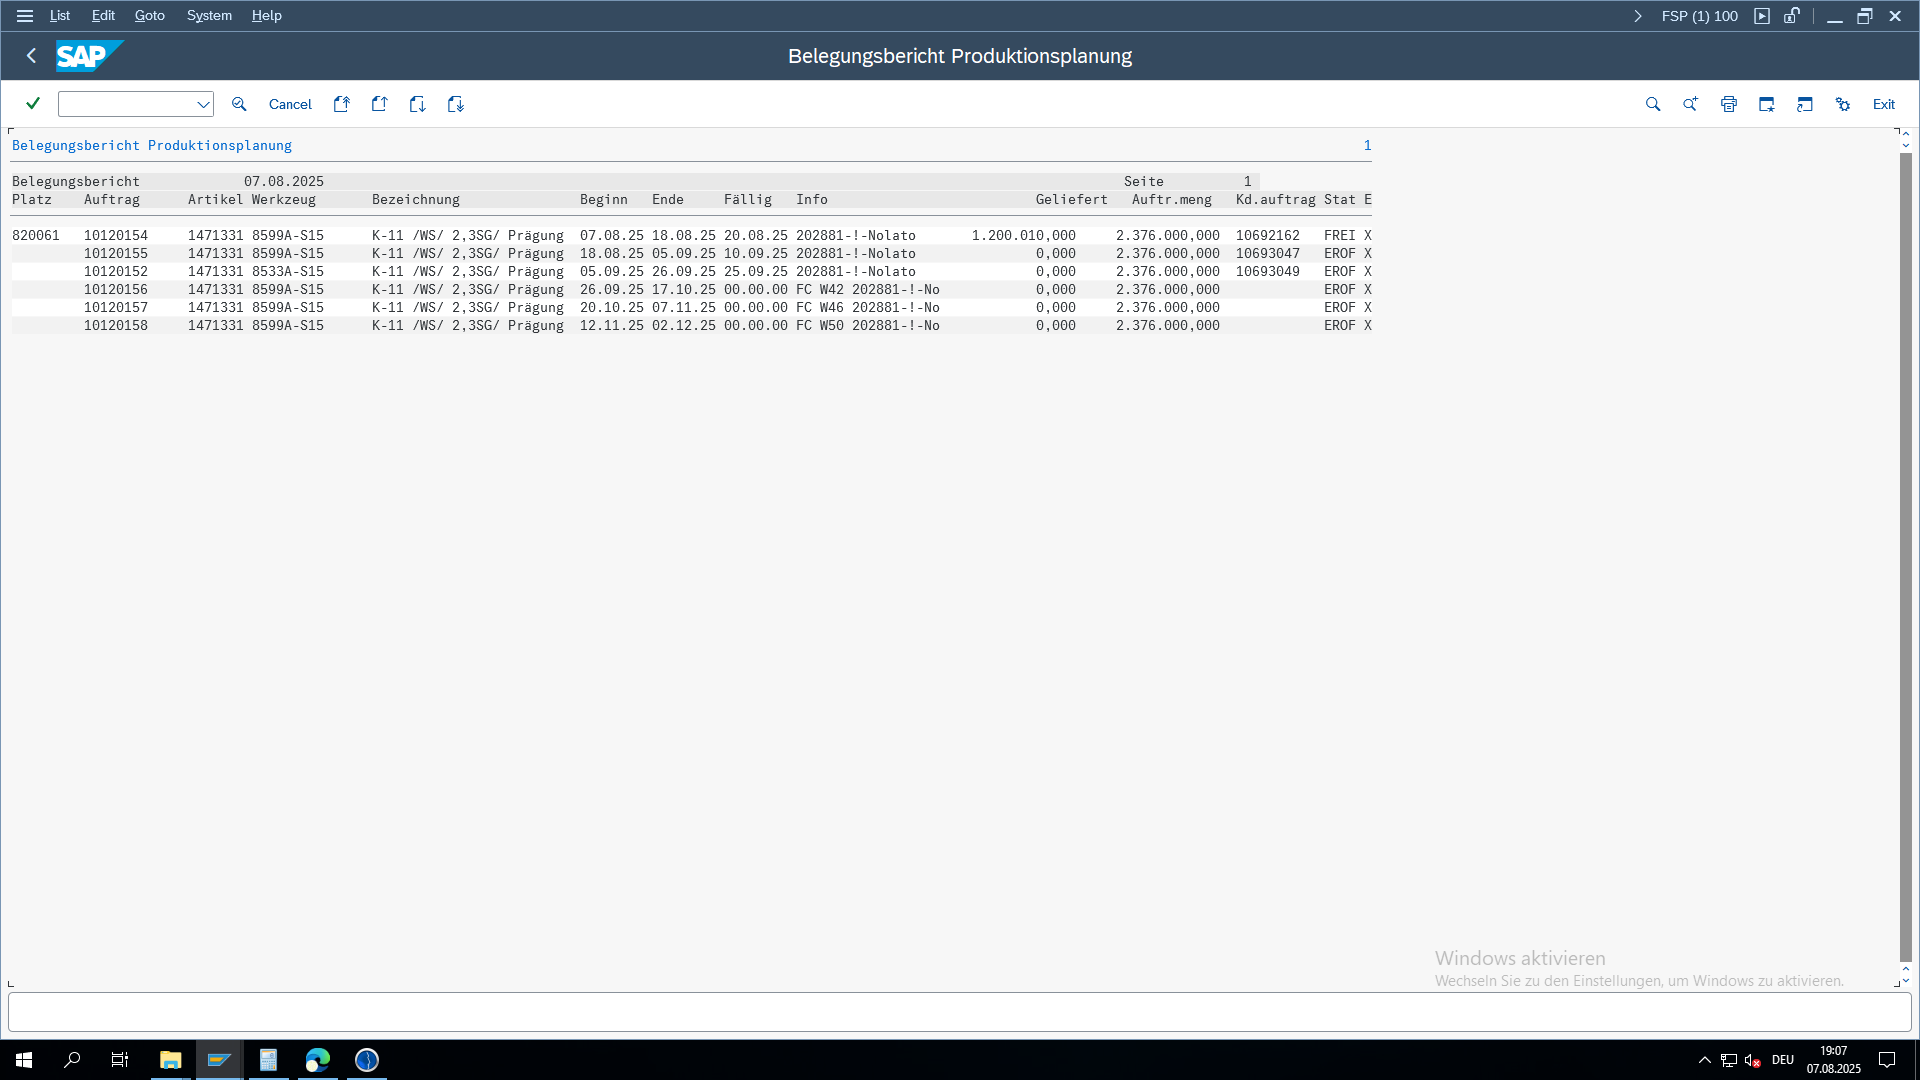 List Edit Goto System Help FSP (1) 100
SAP Belegungsbericht Produktionsplanung
Cancel Exit
Belegungsbericht Produktionsplanung 1
Belegungsbericht 07.08.2025 Seite 1
Platz Auftrag Artikel Werkzeug Bezeichnung Beginn Ende Fällig Info Geliefert Auftr.meng Kd.auftrag Stat E
820061 10120154 1471331 8599A-S15 K-11 /WS/ 2,3SG/ Prägung 07.08.25 18.08.25 20.08.25 202881-!-Nolato 1.200.010,000 2.376.000,000 10692162 FREI X
10120155 1471331 8599A-S15 K-11 /WS/ 2,3SG/ Prägung 18.08.25 05.09.25 10.09.25 202881-!-Nolato 0,000 2.376.000,000 10693047 EROF X
10120152 1471331 8533A-S15 K-11 /WS/ 2,3SG/ Prägung 05.09.25 26.09.25 25.09.25 202881-!-Nolato 0,000 2.376.000,000 10693049 EROF X
10120156 1471331 8599A-S15 K-11 /WS/ 2,3SG/ Prägung 26.09.25 17.10.25 00.00.00 FC W42 202881-!-No 0,000 2.376.000,000 EROF X
10120157 1471331 8599A-S15 K-11 /WS/ 2,3SG/ Prägung 20.10.25 07.11.25 00.00.00 FC W46 202881-!-No 0,000 2.376.000,000 EROF X
10120158 1471331 8599A-S15 K-11 /WS/ 2,3SG/ Prägung 12.11.25 02.12.25 00.00.00 FC W50 202881-!-No 0,000 2.376.000,000 EROF X
Windows aktivieren
Wechseln Sie zu den Einstellungen, um Windows zu aktivieren.
DEU 19:07
07.08.2025